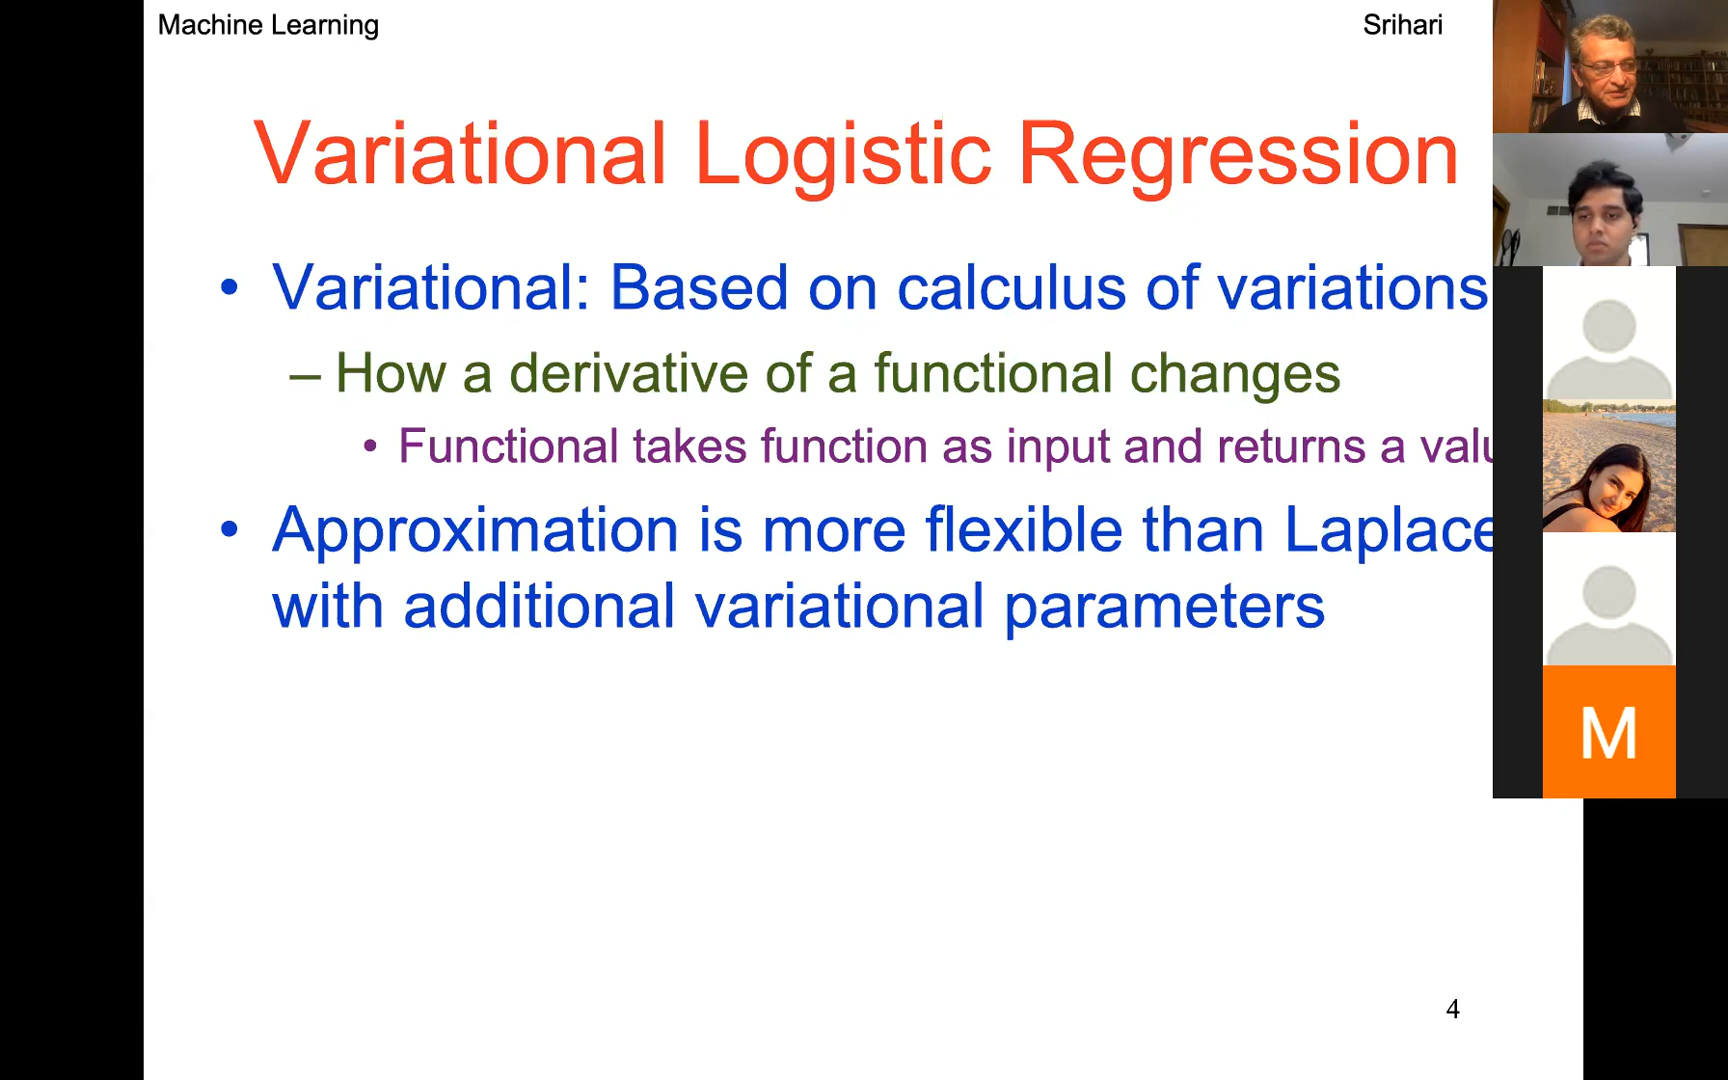 Machine Learning
Srihari
Variational Logistic Regression
• Variational: Based on calculus of variations
– How a derivative of a functional changes
• Functional takes function as input and returns a
• Approximation is more flexible than Laplace
with additional variational parameters
M
4